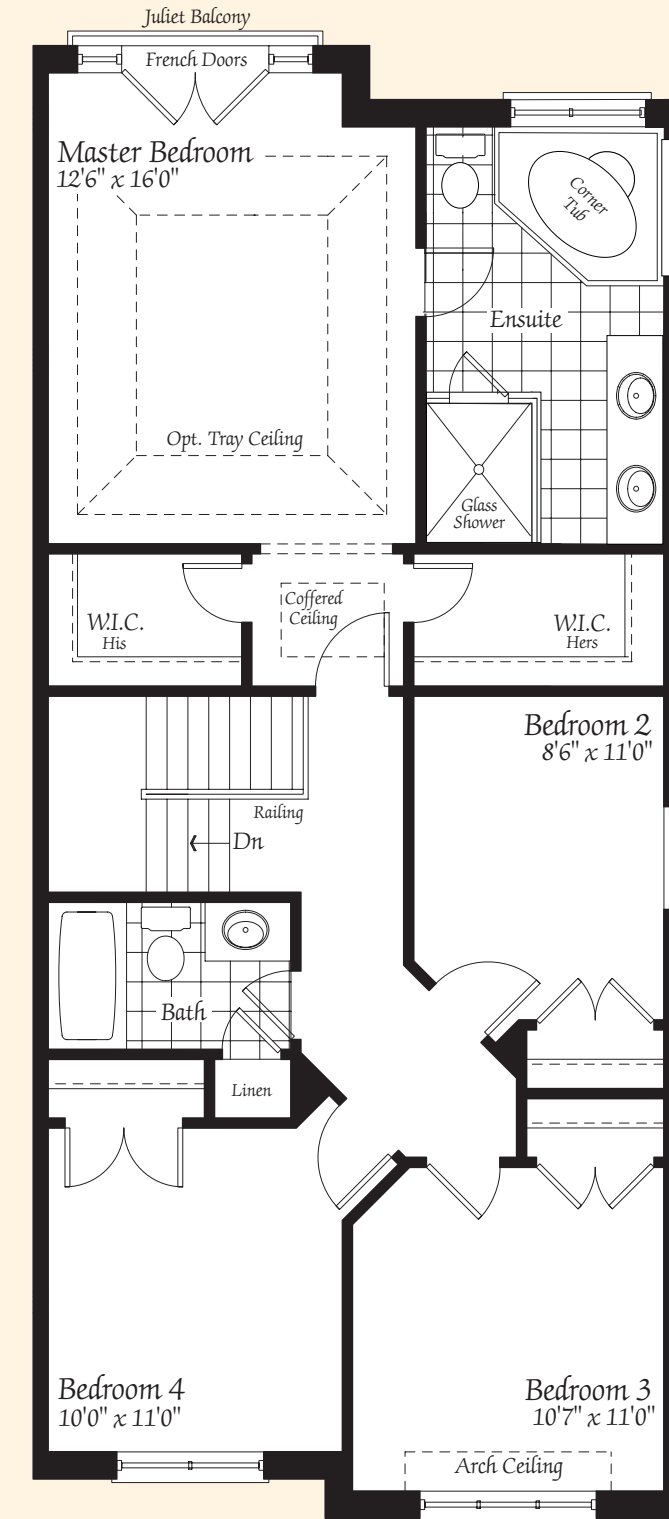 Juliet Balcony
French Doors
Master Bedroom
12'6" x 16'0"
Corner
Tub
Ensuite
Opt. Tray Ceiling
Glass
Shower
Coffered
Ceiling
W.I.C.
His
W.I.C.
Hers
Bedroom 2
8'6" x 11'0"
Railing
Dn
Bath
Linen
Bedroom 4
10'0" x 11'0"
Bedroom 3
10'7" x 11'0"
Arch Ceiling